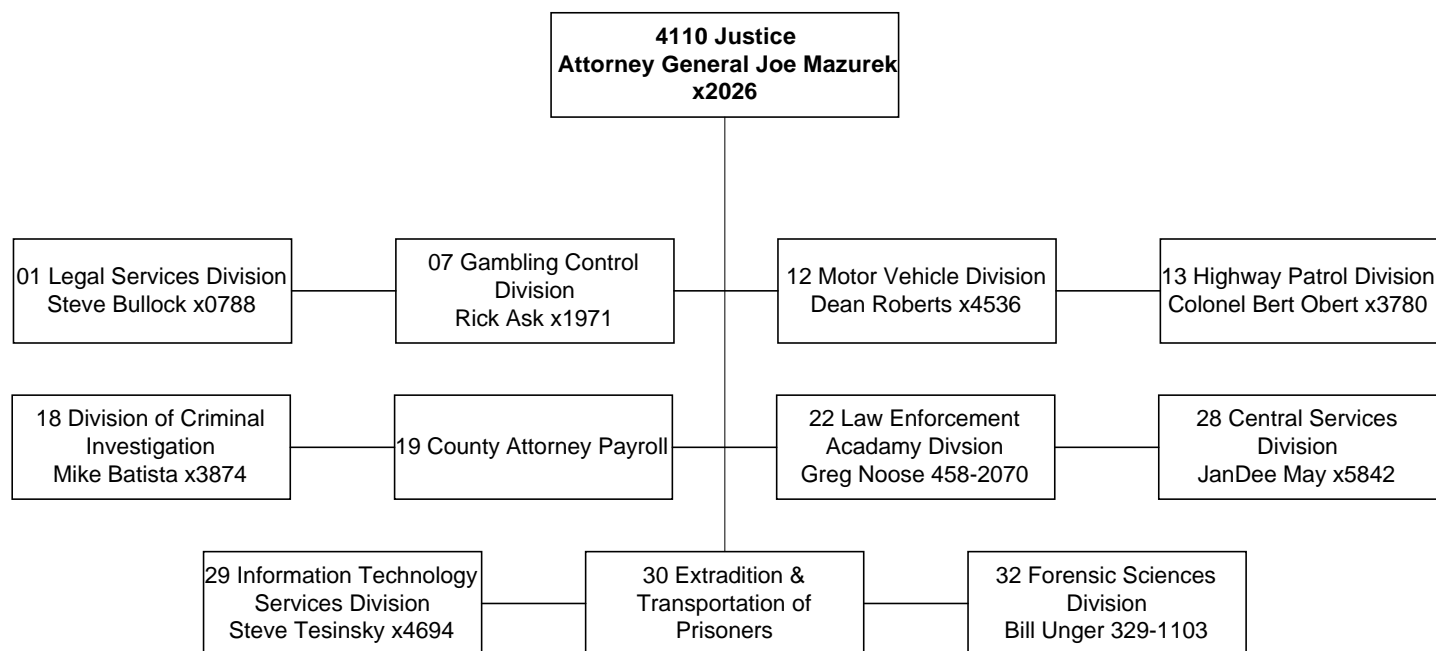 4110 Justice
Attorney General Joe Mazurek
x2026
01 Legal Services Division
Steve Bullock x0788
07 Gambling Control
Division
Rick Ask x1971
12 Motor Vehicle Division
Dean Roberts x4536
13 Highway Patrol Division
Colonel Bert Obert x3780
18 Division of Criminal
Investigation
Mike Batista x3874
19 County Attorney Payroll
22 Law Enforcement
Acadamy Divsion
Greg Noose 458-2070
28 Central Services
Division
JanDee May x5842
29 Information Technology
Services Division
Steve Tesinsky x4694
30 Extradition &
Transportation of
Prisoners
32 Forensic Sciences
Division
Bill Unger 329-1103